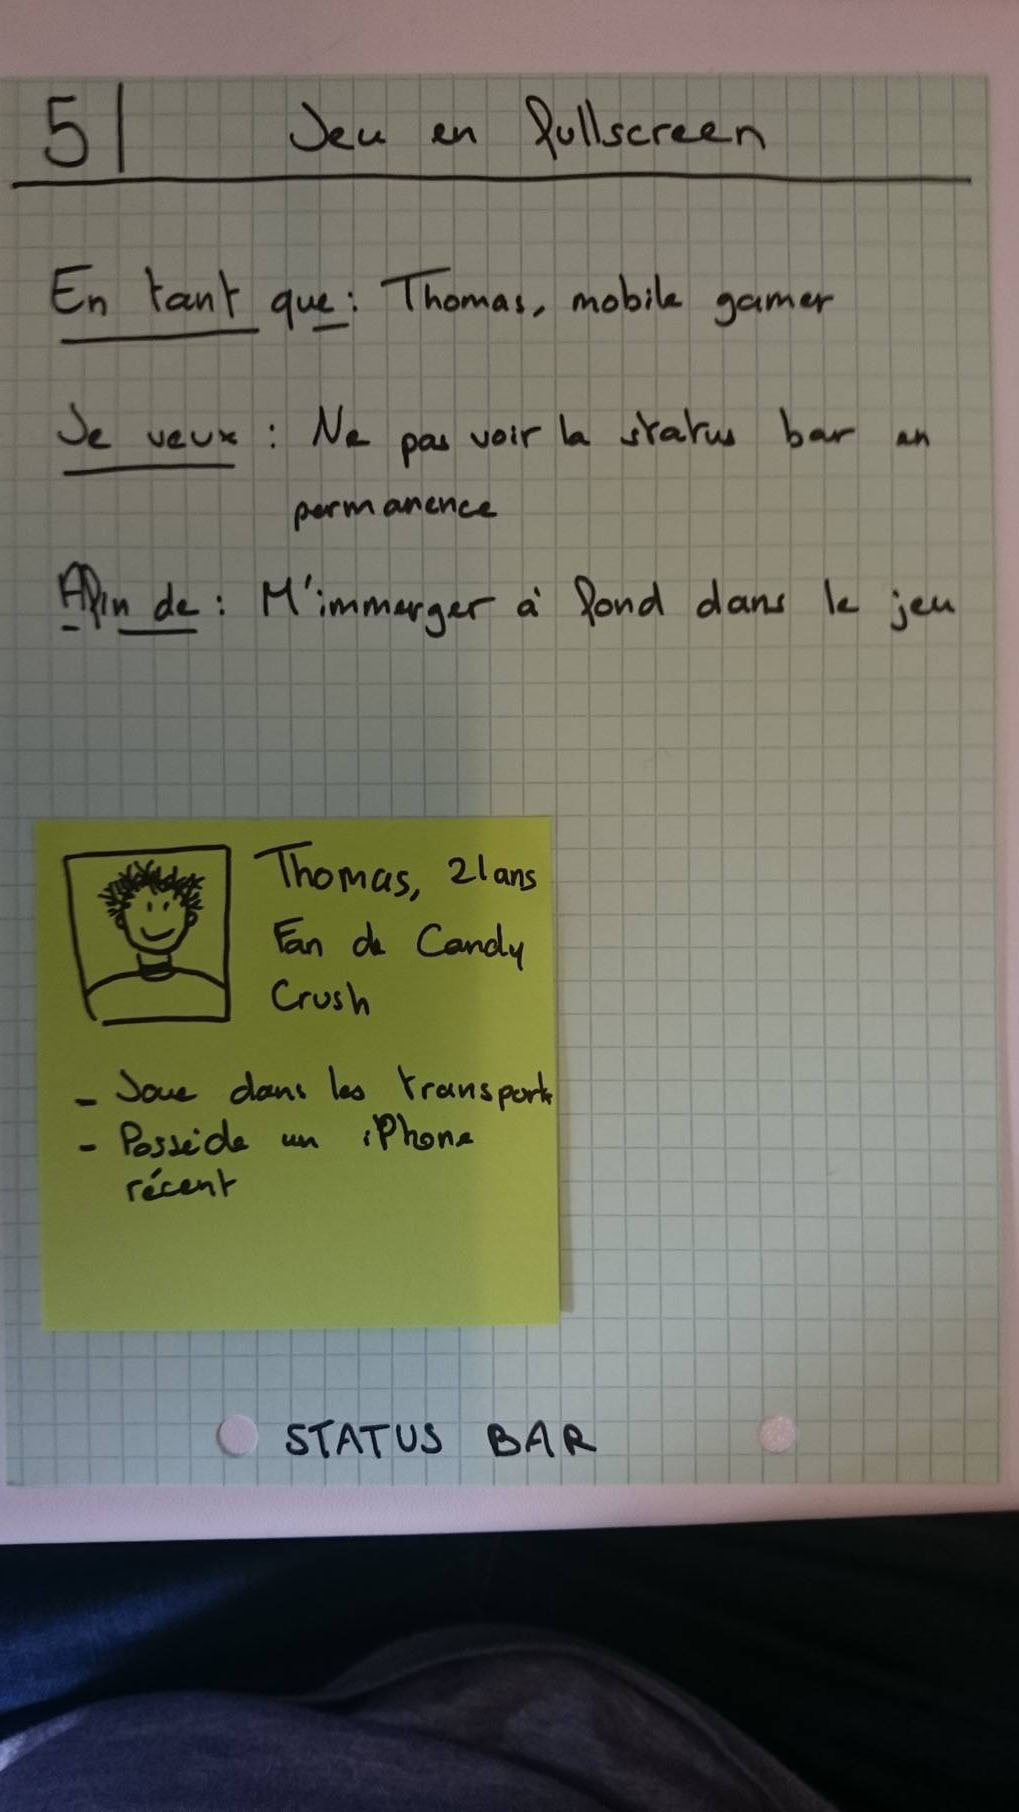 5| Jeu en fullscreen
En tant que : Thomas, mobile gamer
Je veux : Ne pas voir la status bar en
permanence
Afin de : M'immerger à fond dans le jeu
Thomas, 21 ans
Fan de Candy
Crush
- Joue dans les transports
- Possède un iPhone
récent
STATUS BAR